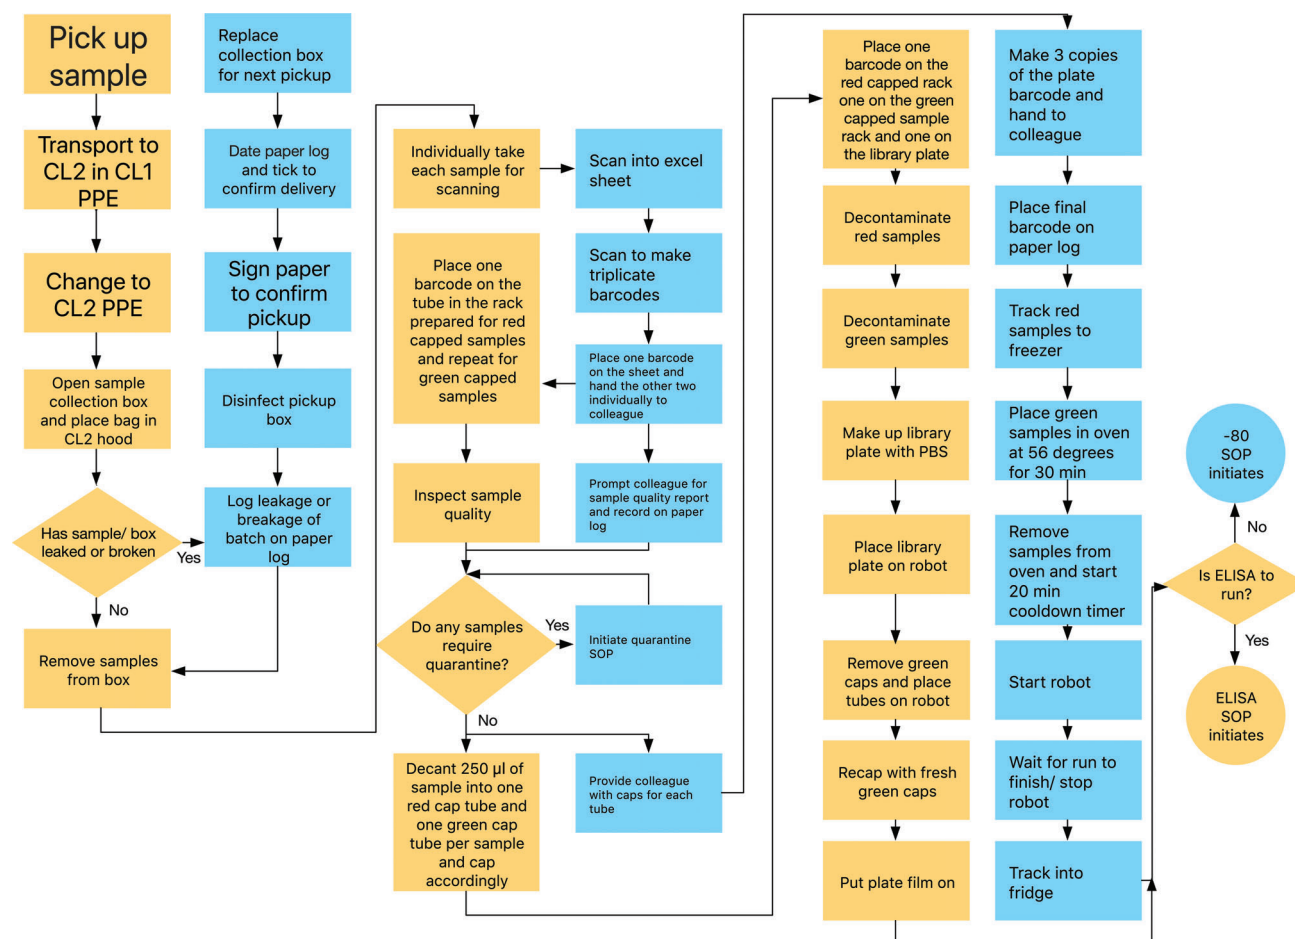 Pick up
sample
Transport to
CL2 in CL1
PPE
Change to
CL2 PPE
Open sample
collection box
and place bag in
CL2 hood
Has sample/ box
leaked or broken
Yes
No
Remove samples
from box
Replace
collection box
for next pickup
Date paper log
and tick to
confirm delivery
Sign paper
to confirm
pickup
Disinfect pickup
box
Log leakage or
breakage of
batch on paper
log
Individually take
each sample for
scanning
Scan into excel
sheet
Scan to make
triplicate
barcodes
Place one barcode
on the sheet and
hand the other two
individually to
colleague
Place one
barcode on the
tube in the rack
prepared for red
capped samples
and repeat for
green capped
samples
Inspect sample
quality
Prompt colleague for
sample quality report
and record on paper
log
Do any samples
require
quarantine?
Yes
Initiate quarantine
SOP
No
Decant 250 µl of
sample into one
red cap tube and
one green cap
tube per sample
and cap
accordingly
Provide colleague
with caps for each
tube
Place one
barcode on the
red capped rack
one on the green
capped sample
rack and one on
the library plate
Decontaminate
red samples
Decontaminate
green samples
Make up library
plate with PBS
Place library
plate on robot
Remove green
caps and place
tubes on robot
Recap with fresh
green caps
Put plate film on
Make 3 copies
of the plate
barcode and
hand to
colleague
Place final
barcode on
paper log
Track red
samples to
freezer
Place green
samples in oven
at 56 degrees
for 30 min
Remove
samples from
oven and start
20 min
cooldown timer
Start robot
Wait for run to
finish/ stop
robot
Track into
fridge
-80
SOP
initiates
No
Is ELISA to
run?
Yes
ELISA
SOP
initiates